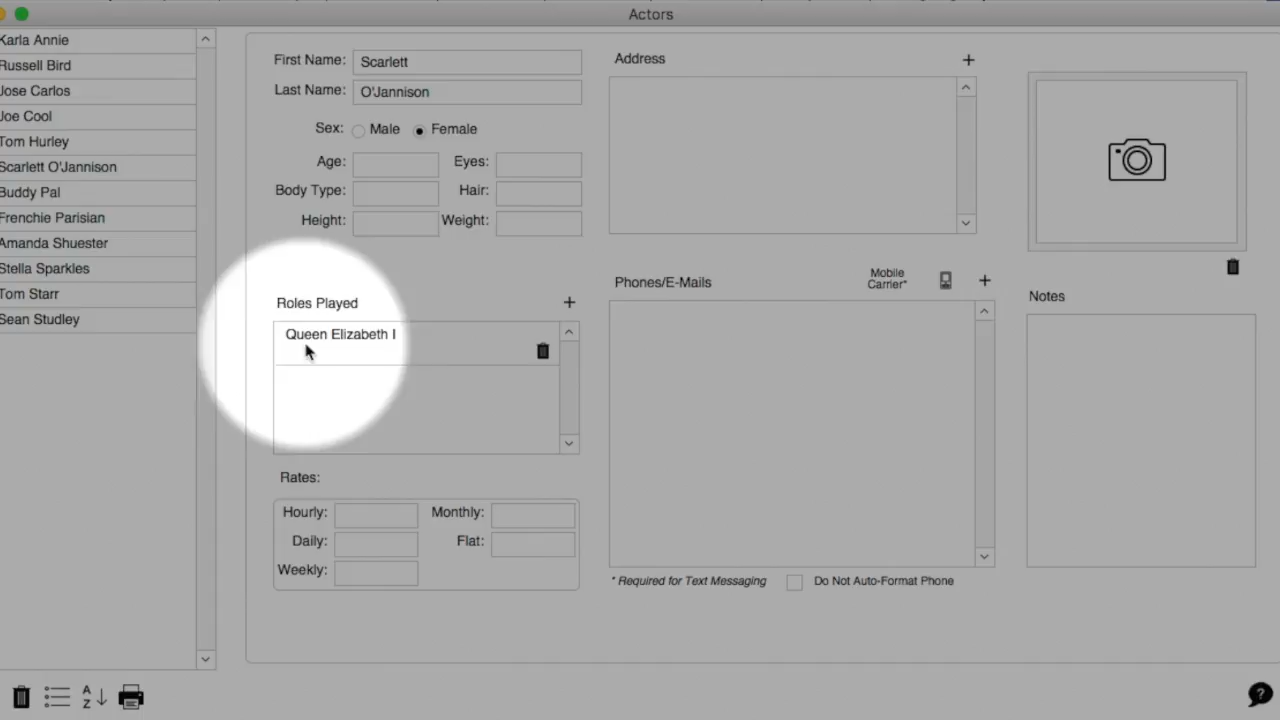 Actors
Karla Annie
Russell Bird
Jose Carlos
Joe Cool
Tom Hurley
Scarlett O'Jannison
Buddy Pal
Frenchie Parisian
Amanda Shuester
Stella Sparkles
Tom Starr
Sean Studley
First Name: Scarlett
Last Name: O'Jannison
Sex: Male Female
Age: Eyes:
Body Type: Hair:
Height: Weight:
Roles Played +
Queen Elizabeth I
Rates:
Hourly: Monthly:
Daily: Flat:
Weekly:
Address +
Phones/E-Mails Mobile Carrier* +
* Required for Text Messaging Do Not Auto-Format Phone
Notes
A
Z
?